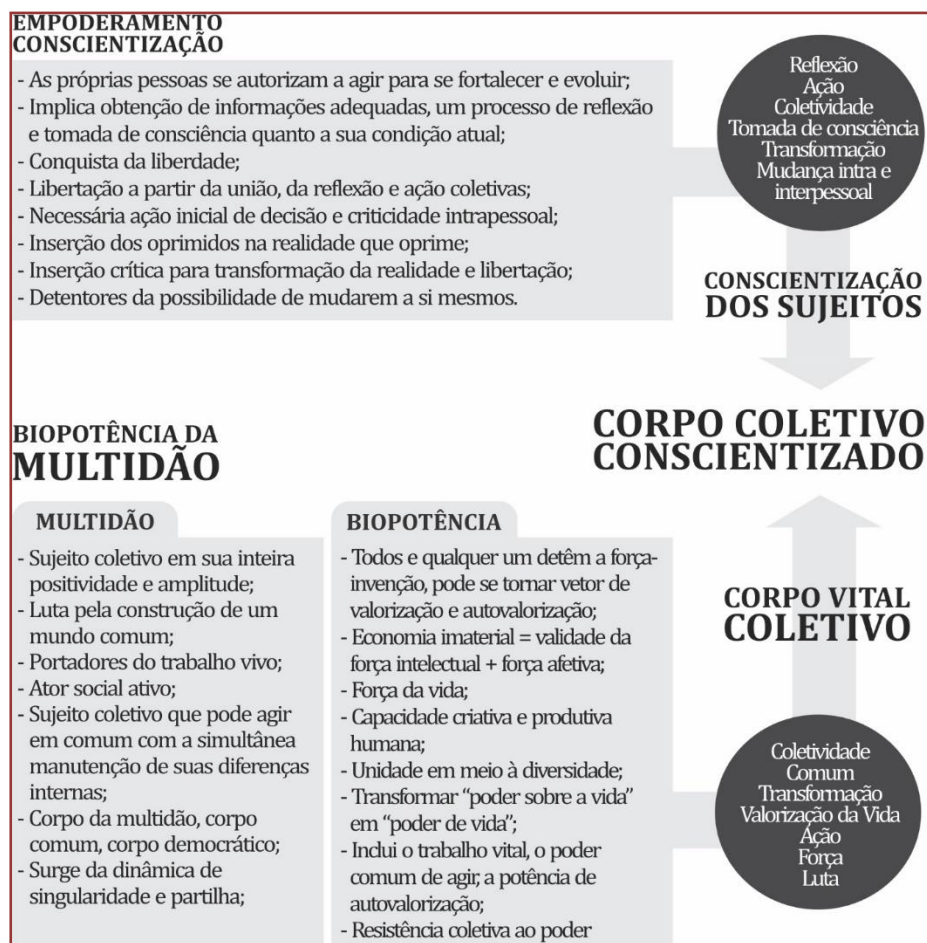 EMPODERAMENTO
CONSCIENTIZAÇÃO
- As próprias pessoas se autorizam a agir para se fortalecer e evoluir;
- Implica obtenção de informações adequadas, um processo de reflexão
e tomada de consciência quanto a sua condição atual;
- Conquista da liberdade;
- Libertação a partir da união, da reflexão e ação coletivas;
- Necessária ação inicial de decisão e criticidade intrapessoal;
- Inserção dos oprimidos na realidade que oprime;
- Inserção crítica para transformação da realidade e libertação;
- Detentores da possibilidade de mudarem a si mesmos.
Reflexão
Ação
Coletividade
Tomada de consciência
Transformação
Mudança intra e
interpessoal
CONSCIENTIZAÇÃO
DOS SUJEITOS
CORPO COLETIVO
CONSCIENTIZADO
BIOPOTÊNCIA DA
MULTIDÃO
MULTIDÃO
- Sujeito coletivo em sua inteira
positividade e amplitude;
- Luta pela construção de um
mundo comum;
- Portadores do trabalho vivo;
- Ator social ativo;
- Sujeito coletivo que pode agir
em comum com a simultânea
manutenção de suas diferenças
internas;
- Corpo da multidão, corpo
comum, corpo democrático;
- Surge da dinâmica de
singularidade e partilha;
BIOPOTÊNCIA
- Todos e qualquer um detêm a força-
invenção, pode se tornar vetor de
valorização e autovalorização;
- Economia imaterial = validade da
força intelectual + força afetiva;
- Força da vida;
- Capacidade criativa e produtiva
humana;
- Unidade em meio à diversidade;
- Transformar “poder sobre a vida”
em “poder de vida”;
- Inclui o trabalho vital, o poder
comum de agir, a potência de
autovalorização;
- Resistência coletiva ao poder
CORPO VITAL
COLETIVO
Coletividade
Comum
Transformação
Valorização da Vida
Ação
Força
Luta